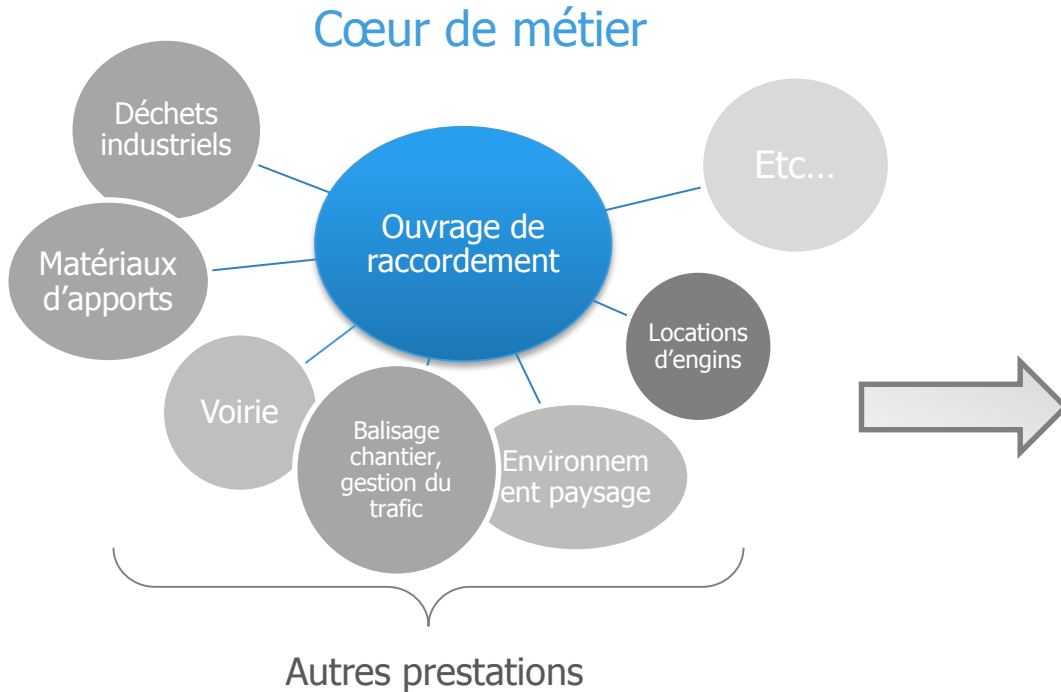 Cœur de métier
Déchets
industriels
Etc...
Ouvrage de
raccordement
Matériaux
d’apports
Locations
d’engins
Voirie
Balisage
chantier,
gestion du
trafic
Environnem
ent paysage
Autres prestations